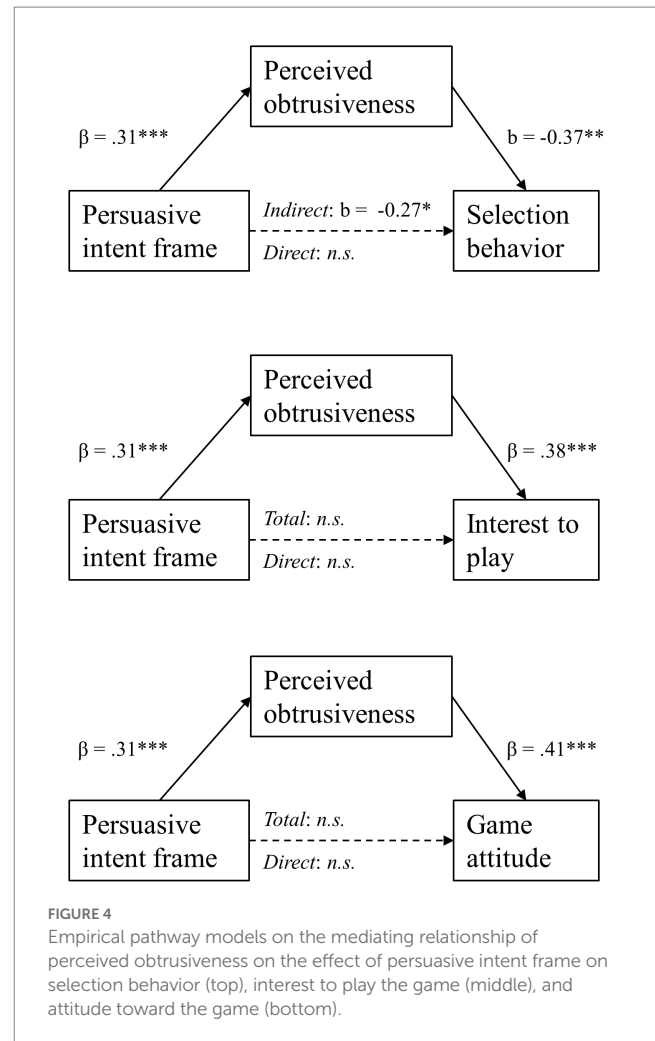 Perceived
obtrusiveness
β = .31***
b = -0.37**
Persuasive
intent frame
Indirect: b = -0.27*
Direct: n.s.
Selection
behavior
Perceived
obtrusiveness
β = .31***
β = .38***
Persuasive
intent frame
Total: n.s.
Direct: n.s.
Interest to
play
Perceived
obtrusiveness
β = .31***
β = .41***
Persuasive
intent frame
Total: n.s.
Direct: n.s.
Game
attitude
FIGURE 4
Empirical pathway models on the mediating relationship of
perceived obtrusiveness on the effect of persuasive intent frame on
selection behavior (top), interest to play the game (middle), and
attitude toward the game (bottom).